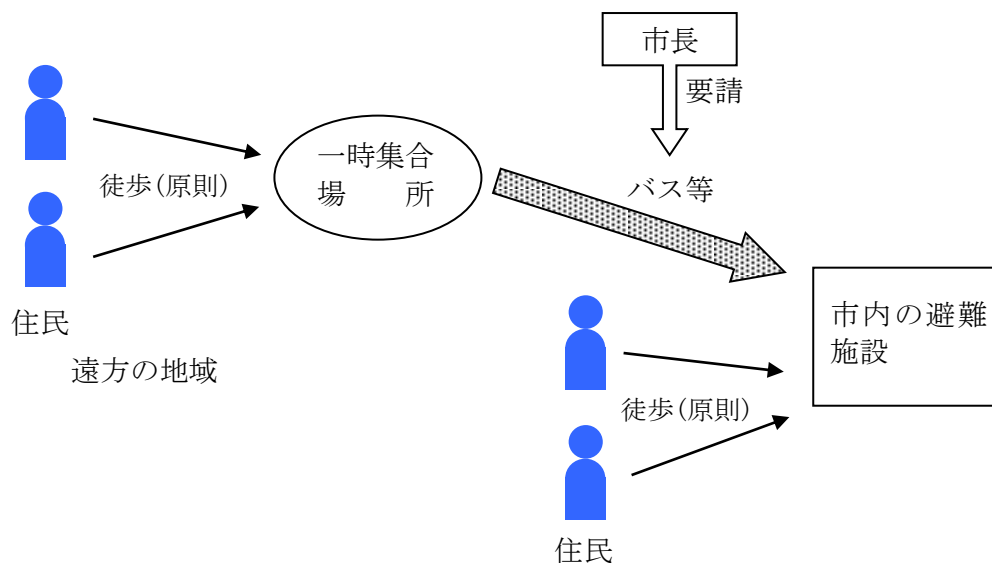 市長
要請
一時集合
場　　所
徒歩(原則)
バス等
住民
遠方の地域
市内の避難
施設
徒歩(原則)
住民